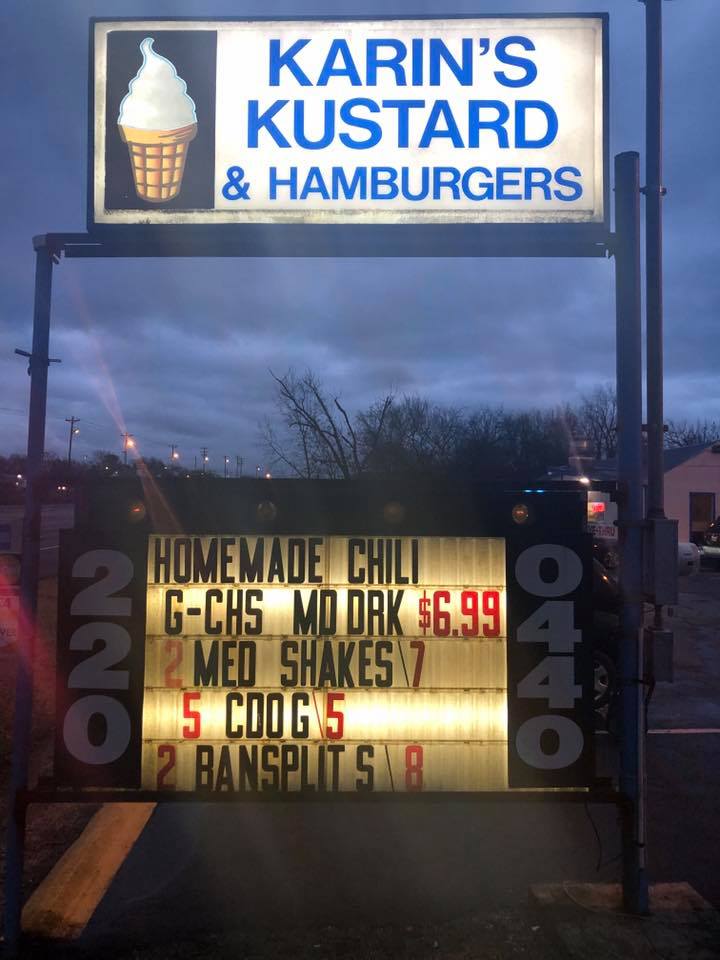 KARIN'S
KUSTARD
& HAMBURGERS
HOMEMADE CHILI
G-CHS MD DRK $6.99
2 MED SHAKES\7
5 CDOG\5
2 BANSPLITS\8
220
0440